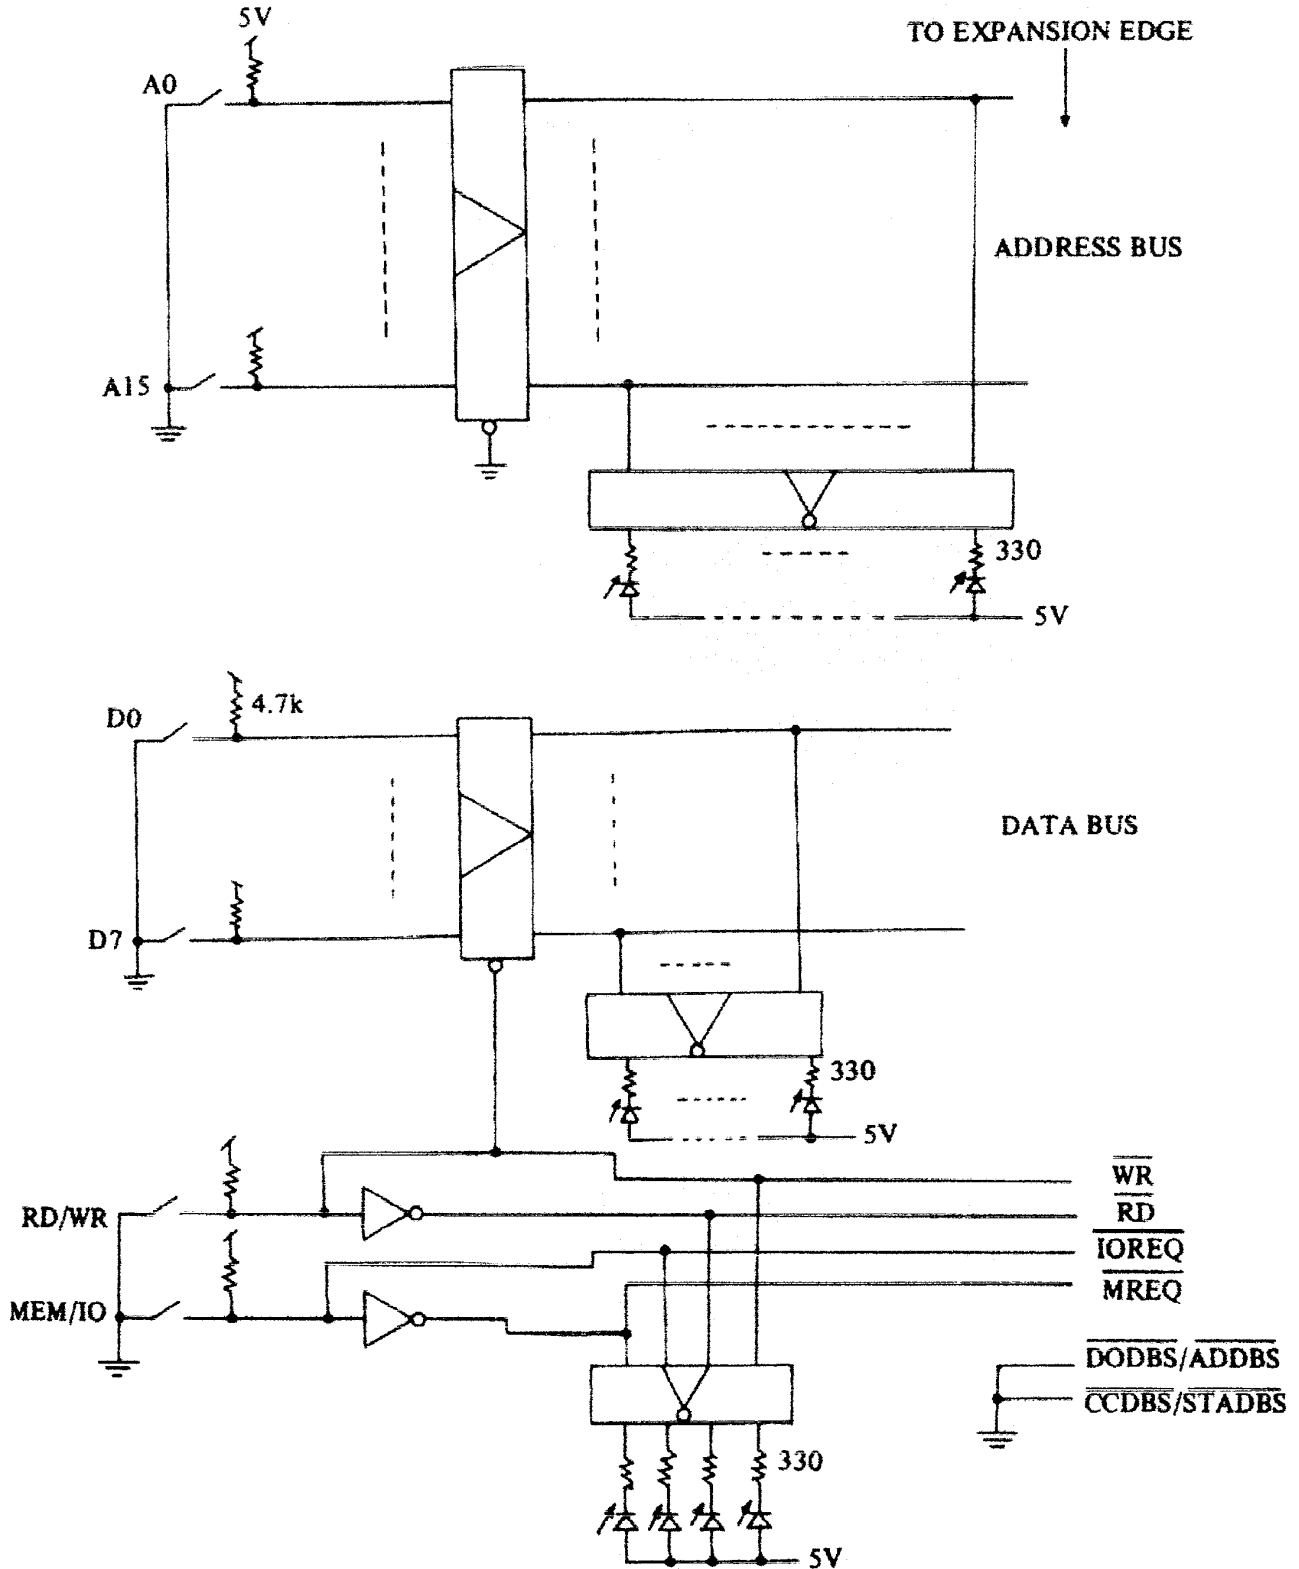 5V
TO EXPANSION EDGE
A0
ADDRESS BUS
A15
330
5V
4.7k
D0
DATA BUS
D7
330
5V
WR
RD/WR
RD
IOREQ
MREQ
MEM/IO
DODBS/ADDBS
CCDBS/STADBS
330
5V